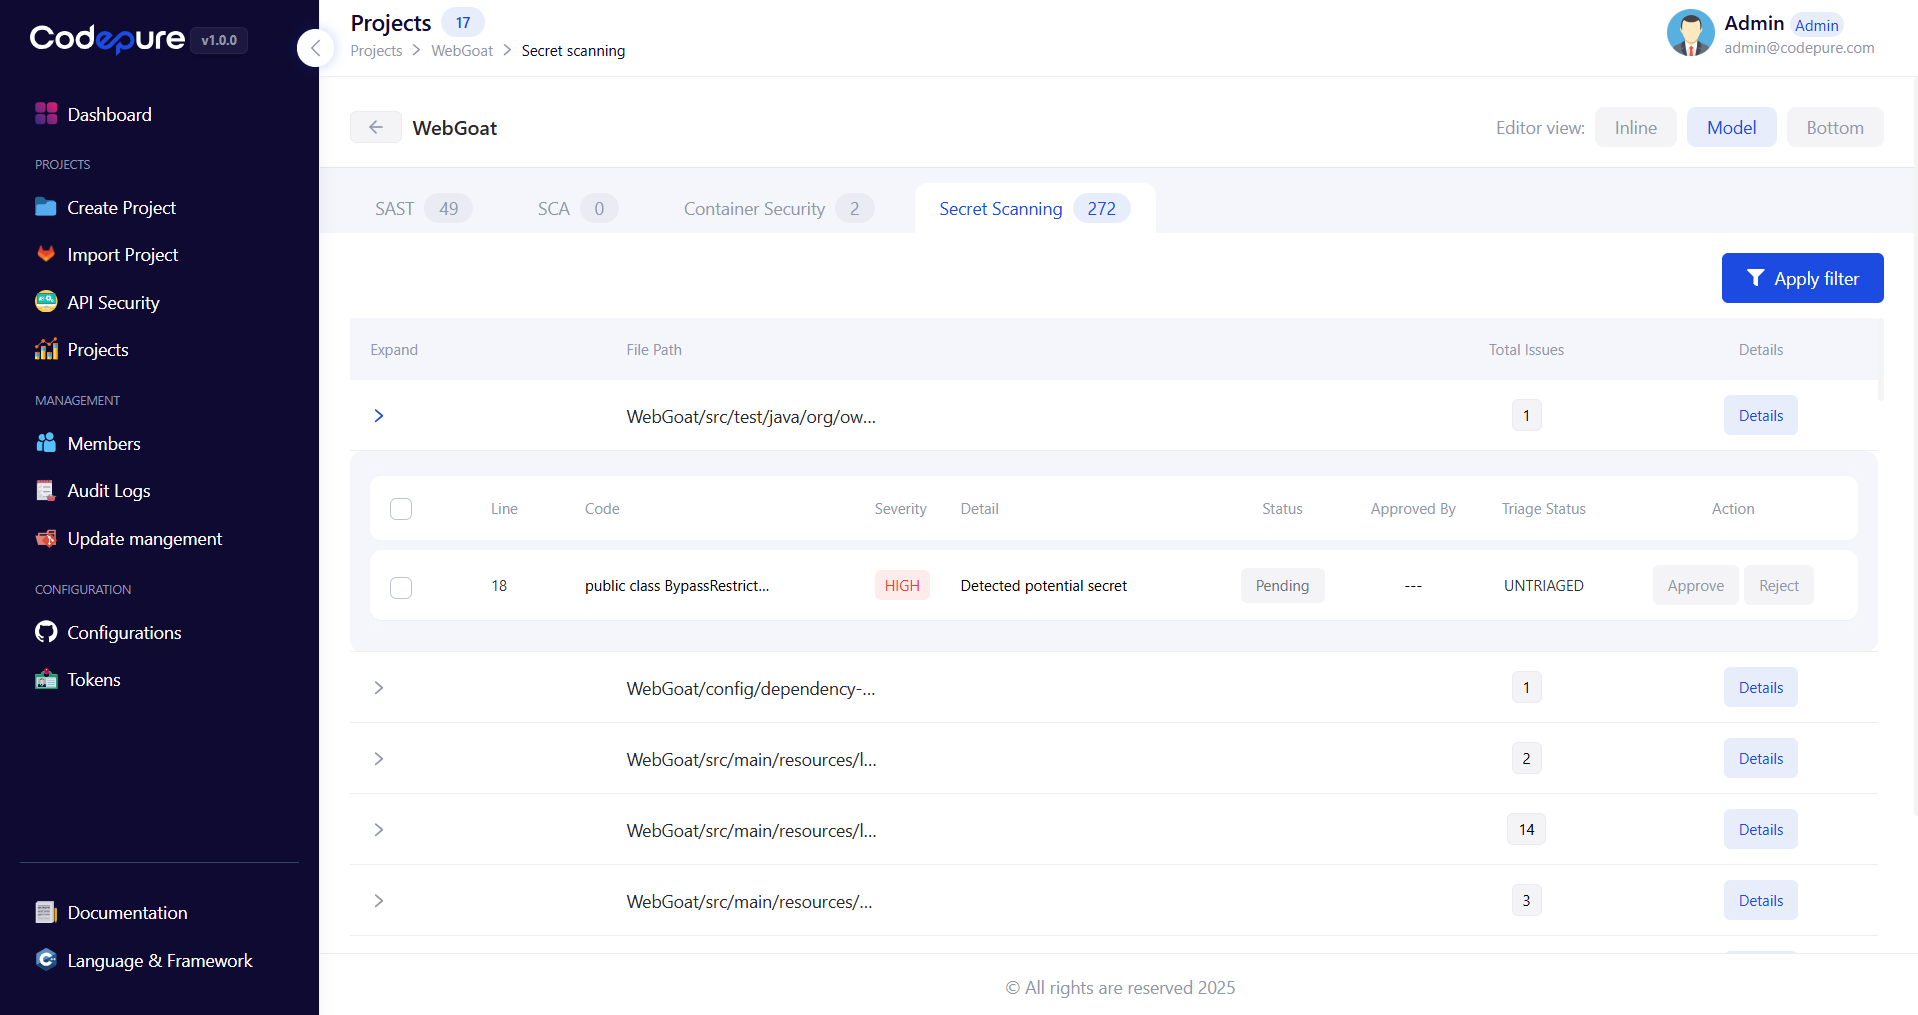 Codepure v1.0.0
Dashboard
PROJECTS
Create Project
Import Project
API Security
Projects
MANAGEMENT
Members
Audit Logs
Update mangement
CONFIGURATION
Configurations
Tokens
Documentation
Language & Framework
Projects 17
Projects > WebGoat > Secret scanning
Admin Admin
admin@codepure.com
WebGoat
Editor view: Inline Model Bottom
SAST 49 SCA 0 Container Security 2 Secret Scanning 272
Apply filter
Expand File Path Total Issues Details
WebGoat/src/test/java/org/ow... 1 Details
Line Code Severity Detail Status Approved By Triage Status Action
18 public class BypassRestrict... HIGH Detected potential secret Pending --- UNTRIAGED Approve Reject
WebGoat/config/dependency-... 1 Details
WebGoat/src/main/resources/l... 2 Details
WebGoat/src/main/resources/l... 14 Details
WebGoat/src/main/resources/... 3 Details
© All rights are reserved 2025